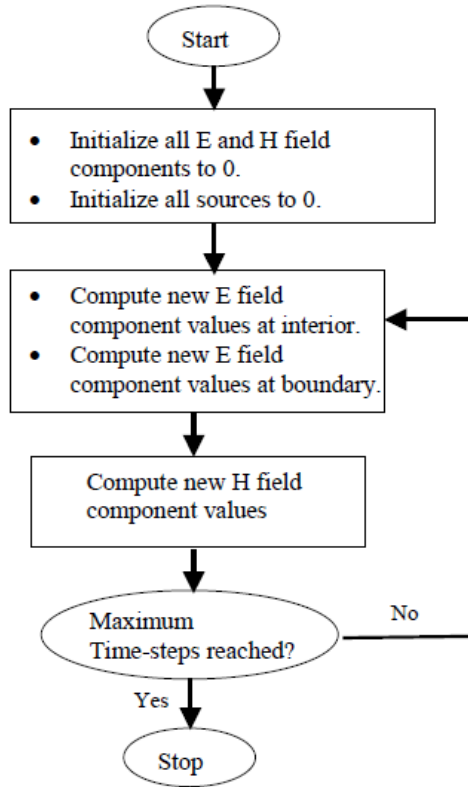 Start
• Initialize all E and H field
components to 0.
• Initialize all sources to 0.
• Compute new E field
component values at interior.
• Compute new E field
component values at boundary.
Compute new H field
component values
Maximum
Time-steps reached?
No
Yes
Stop